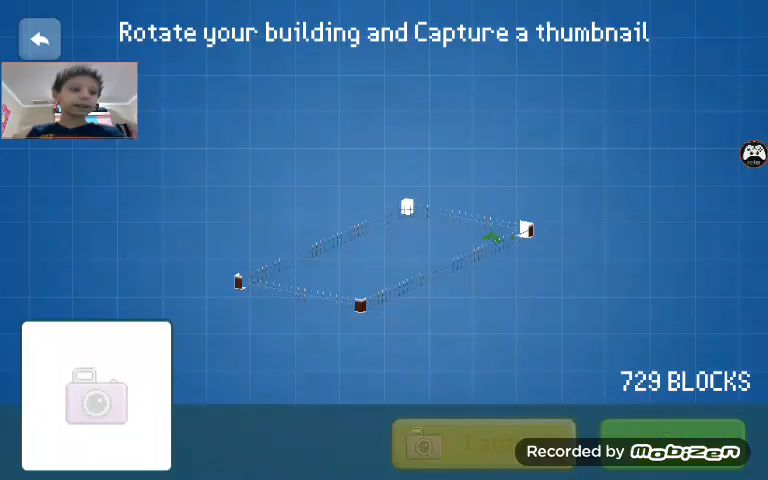 Rotate your building and Capture a thumbnail
729 BLOCKS
Recorded by Mobizen